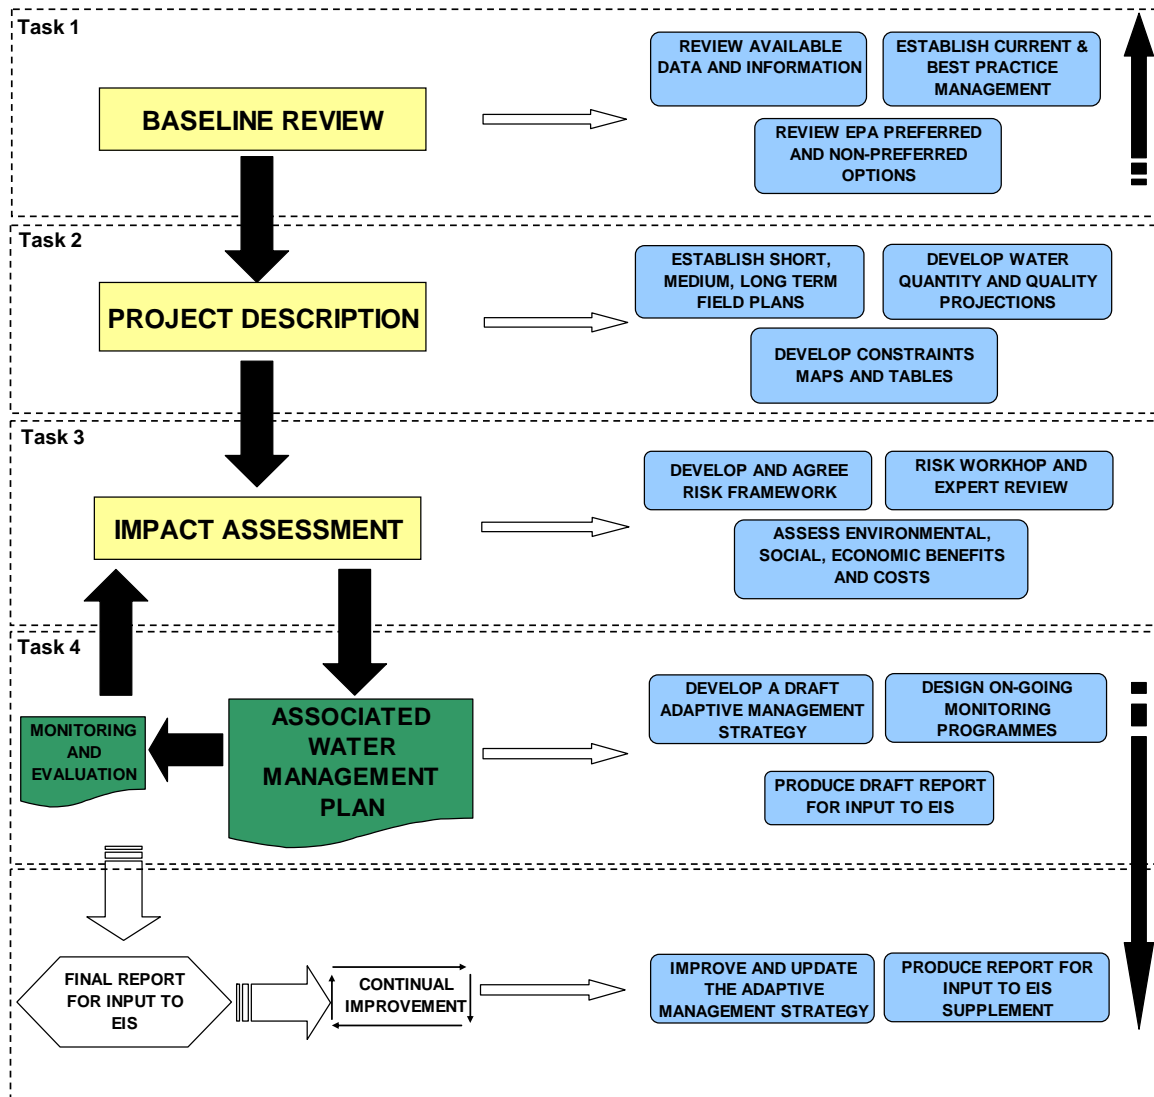 Task 1
BASELINE REVIEW
REVIEW AVAILABLE
DATA AND INFORMATION
ESTABLISH CURRENT &
BEST PRACTICE
MANAGEMENT
REVIEW EPA PREFERRED
AND NON-PREFERRED
OPTIONS
Task 2
PROJECT DESCRIPTION
ESTABLISH SHORT,
MEDIUM, LONG TERM
FIELD PLANS
DEVELOP WATER
QUANTITY AND QUALITY
PROJECTIONS
DEVELOP CONSTRAINTS
MAPS AND TABLES
Task 3
IMPACT ASSESSMENT
DEVELOP AND AGREE
RISK FRAMEWORK
RISK WORKHOP AND
EXPERT REVIEW
ASSESS ENVIRONMENTAL,
SOCIAL, ECONOMIC BENEFITS
AND COSTS
Task 4
MONITORING
AND
EVALUATION
ASSOCIATED
WATER
MANAGEMENT
PLAN
DEVELOP A DRAFT
ADAPTIVE MANAGEMENT
STRATEGY
DESIGN ON-GOING
MONITORING
PROGRAMMES
PRODUCE DRAFT REPORT
FOR INPUT TO EIS
FINAL REPORT
FOR INPUT TO
EIS
CONTINUAL
IMPROVEMENT
IMPROVE AND UPDATE
THE ADAPTIVE
MANAGEMENT STRATEGY
PRODUCE REPORT FOR
INPUT TO EIS
SUPPLEMENT